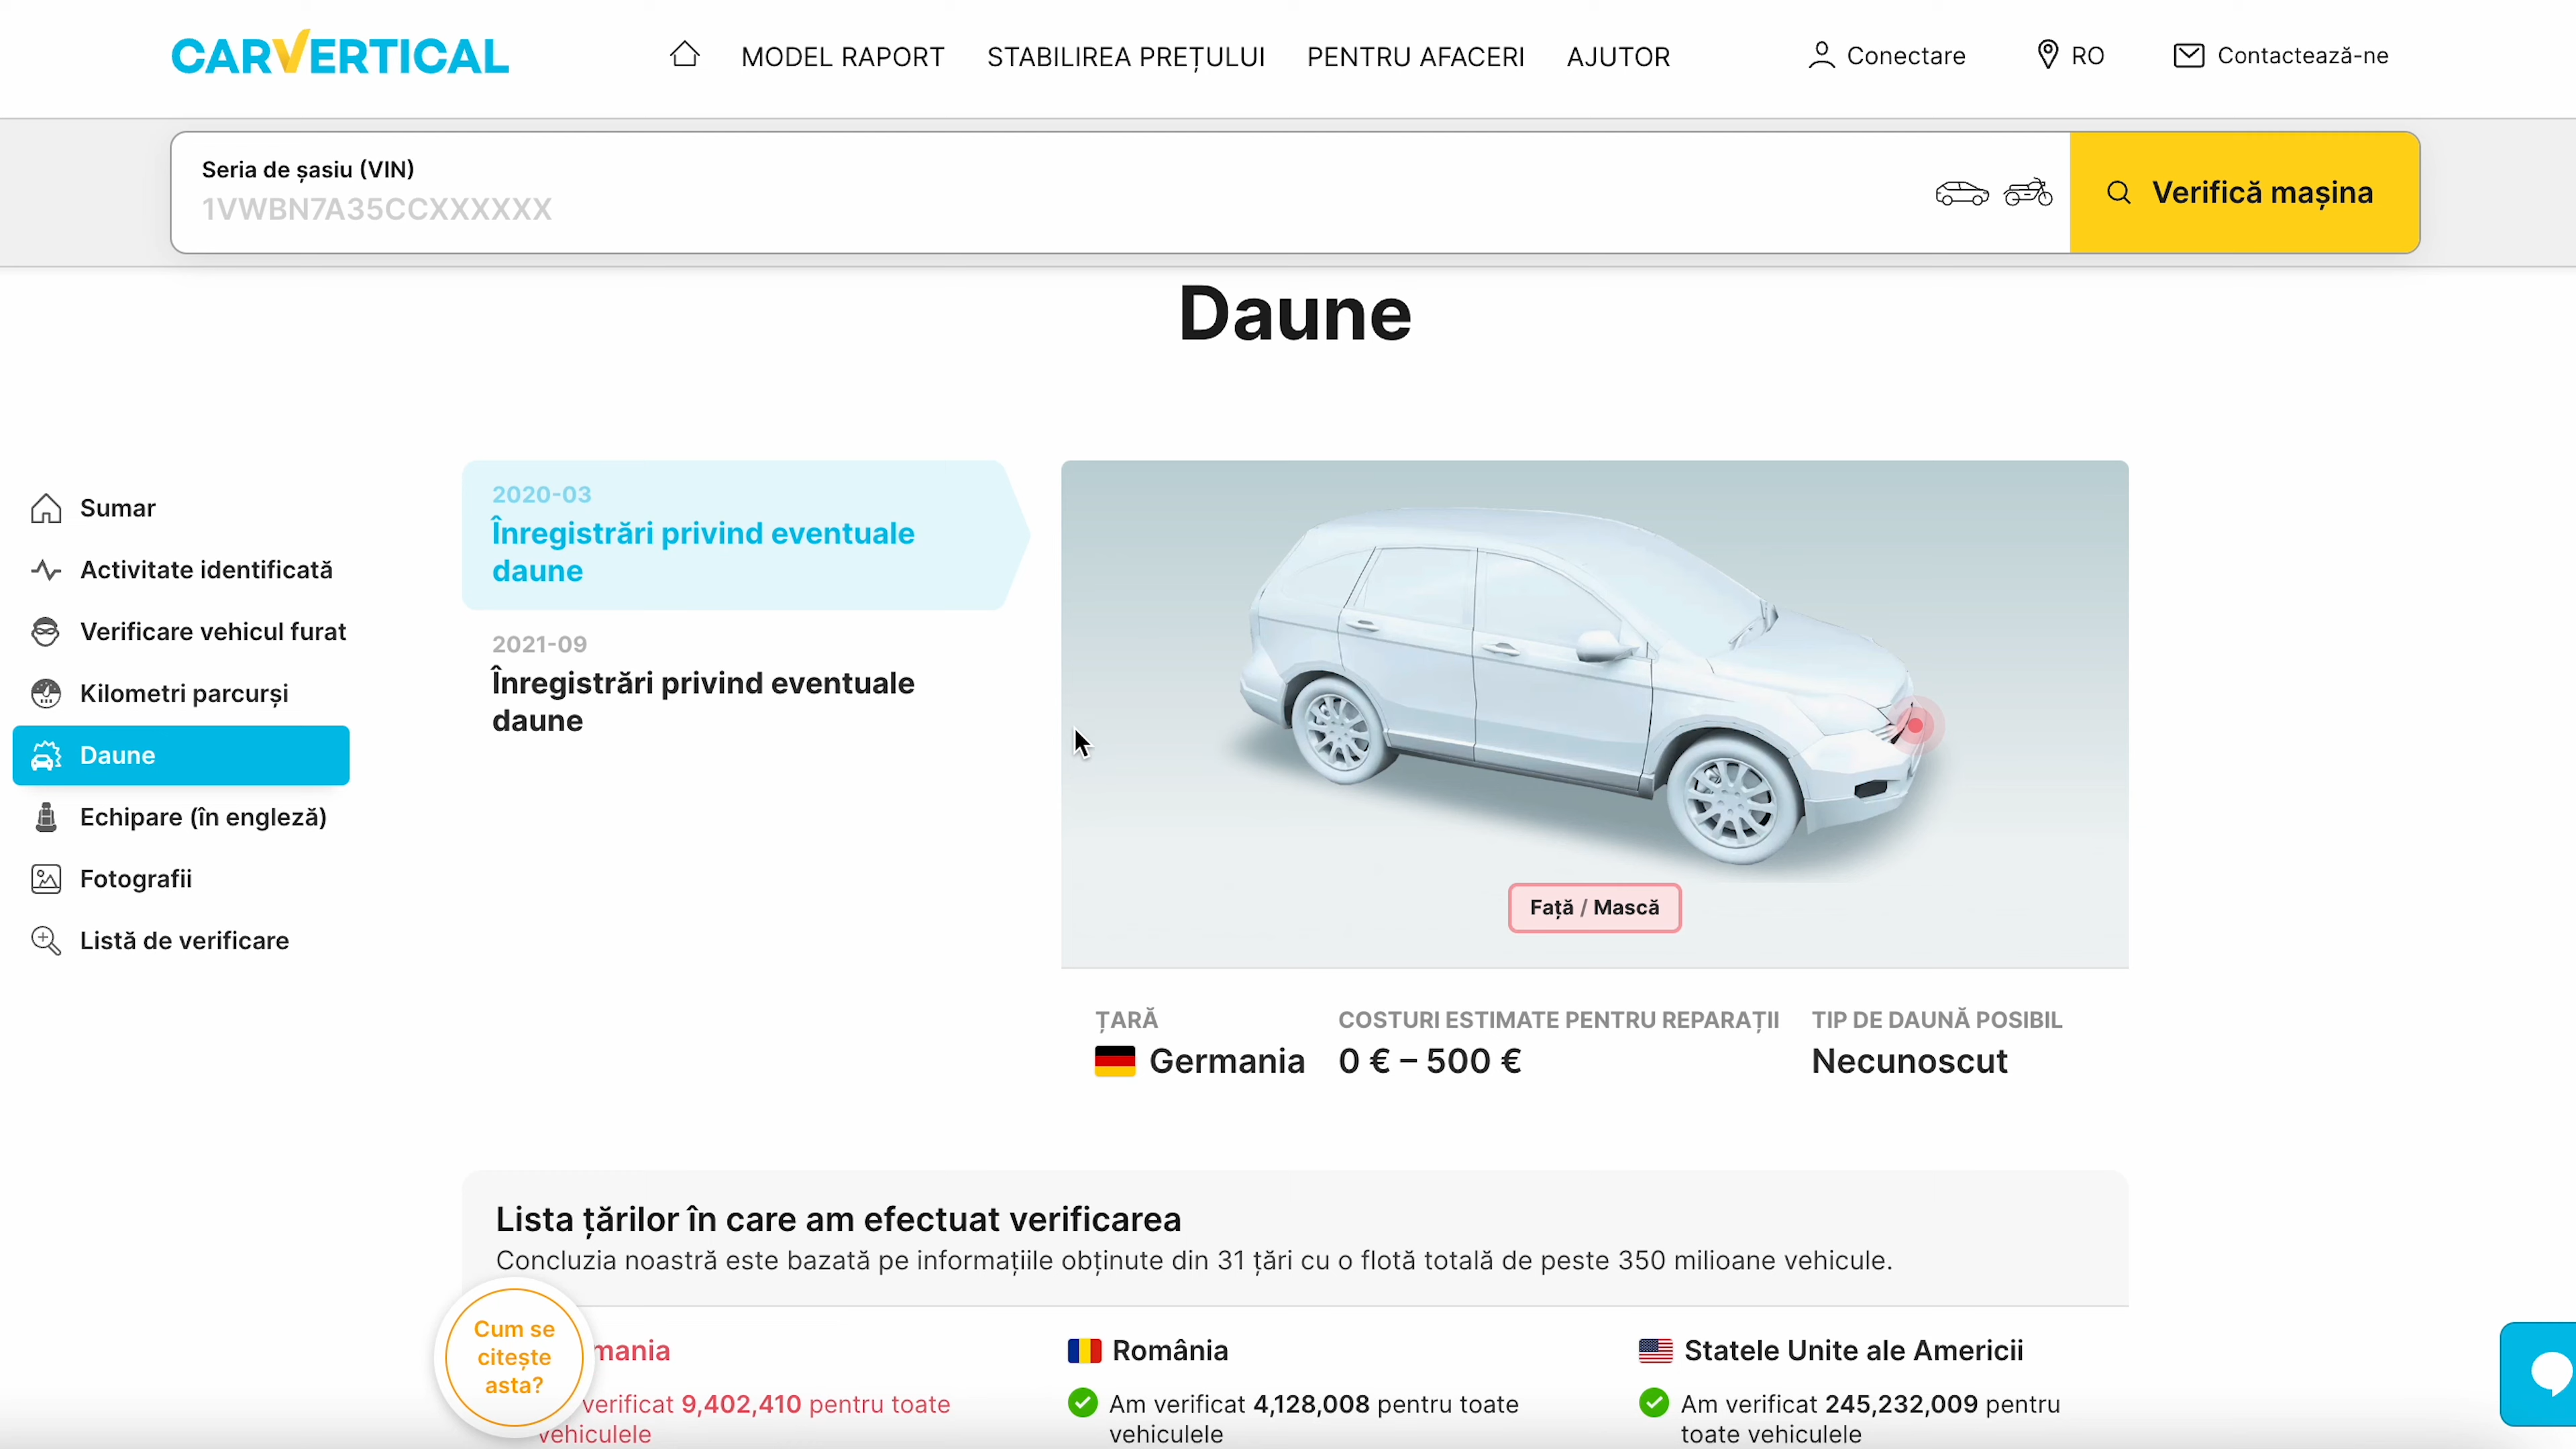 CARVERTICAL
MODEL RAPORT
STABILIREA PREȚULUI
PENTRU AFACERI
AJUTOR
Conectare
RO
Contactează-ne
Seria de șasiu (VIN)
1VWBN7A35CCXXXXXX
Verifică mașina
Daune
Sumar
Activitate identificată
Verificare vehicul furat
Kilometri parcurși
Daune
Echipare (în engleză)
Fotografii
Listă de verificare
2020-03
Înregistrări privind eventuale
daune
2021-09
Înregistrări privind eventuale
daune
Față / Mască
ȚARĂ
Germania
COSTURI ESTIMATE PENTRU REPARAȚII
0 € – 500 €
TIP DE DAUNĂ POSIBIL
Necunoscut
Lista țărilor în care am efectuat verificarea
Concluzia noastră este bazată pe informațiile obținute din 31 țări cu o flotă totală de peste 350 milioane vehicule.
Cum se
citește
asta?
mania
verificat 9,402,410 pentru toate
vehiculele
România
Am verificat 4,128,008 pentru toate
vehiculele
Statele Unite ale Americii
Am verificat 245,232,009 pentru
toate vehiculele